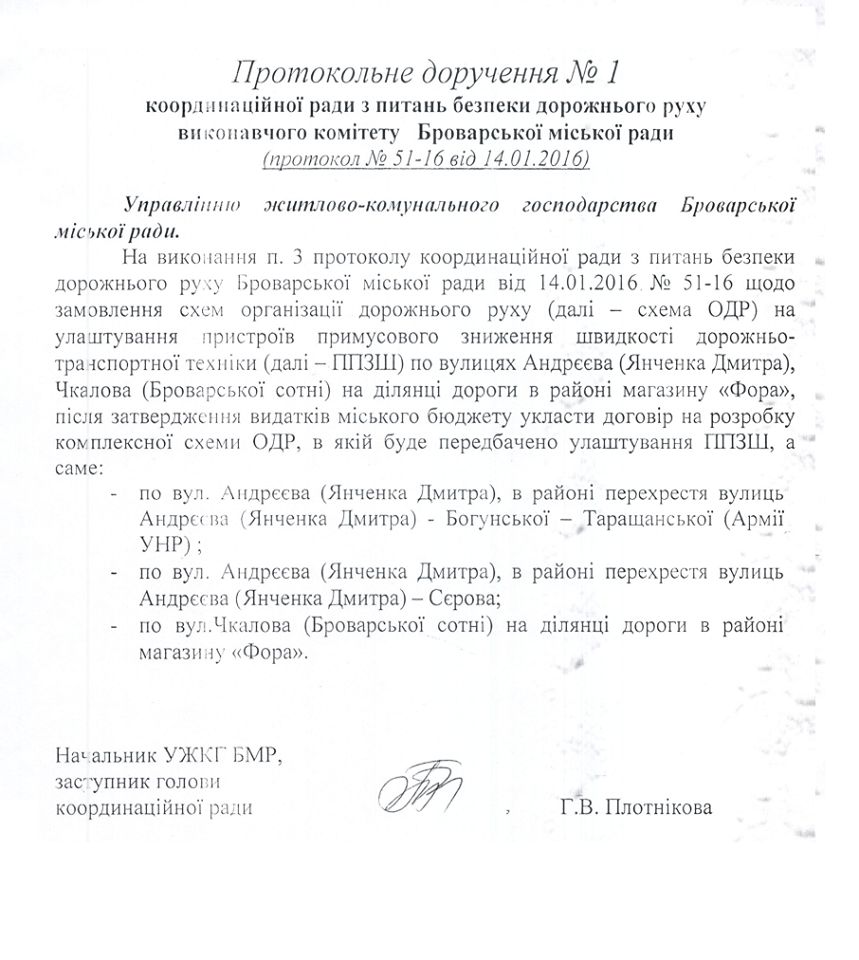 Протокольне доручення № 1
координаційної ради з питань безпеки дорожнього руху
виконавчого комітету Броварської міської ради
(протокол № 51-16 від 14.01.2016)
Управлінню житлово-комунального господарства Броварської
міської ради.
На виконання п. 3 протоколу координаційної ради з питань безпеки
дорожнього руху Броварської міської ради від 14.01.2016 № 51-16 щодо
замовлення схем організації дорожнього руху (далі – схема ОДР) на
улаштування пристроїв примусового зниження швидкості дорожньо-
транспортної техніки (далі – ППЗШ) по вулицях Андрєєва (Янченка Дмитра),
Чкалова (Броварської сотні) на ділянці дороги в районі магазину «Фора»,
після затвердження видатків міського бюджету укласти договір на розробку
комплексної схеми ОДР, в якій буде передбачено улаштування ППЗШ, а
саме:
- по вул. Андрєєва (Янченка Дмитра), в районі перехрестя вулиць
Андрєєва (Янченка Дмитра) - Богунської – Таращанської (Армії
УНР) ;
- по вул. Андрєєва (Янченка Дмитра), в районі перехрестя вулиць
Андрєєва (Янченка Дмитра) – Сєрова;
- по вул.Чкалова (Броварської сотні) на ділянці дороги в районі
магазину «Фора».
Начальник УЖКГ БМР,
заступник голови
координаційної ради Г.В. Плотнікова